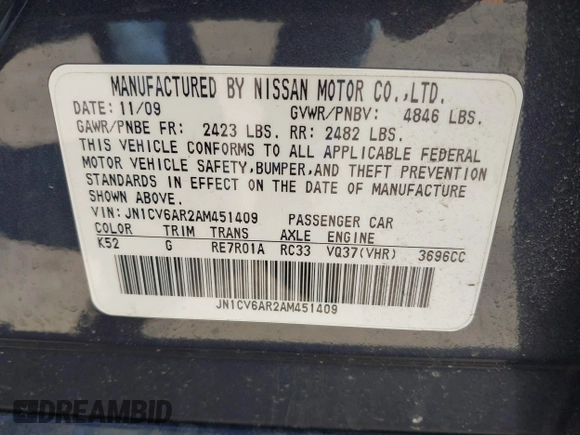 MANUFACTURED BY NISSAN MOTOR CO.,LTD.
DATE: 11/09 GVWR/PNBV: 4846 LBS.
GAWR/PNBE FR: 2423 LBS. RR: 2482 LBS.
THIS VEHICLE CONFORMS TO ALL APPLICABLE FEDERAL
MOTOR VEHICLE SAFETY,BUMPER,AND THEFT PREVENTION
STANDARDS IN EFFECT ON THE DATE OF MANUFACTURE
SHOWN ABOVE.
VIN: JN1CV6AR2AM451409 PASSENGER CAR
COLOR TRIM TRANS AXLE ENGINE
K52 G RE7R01A RC33 VQ37(VHR) 3696CC
JN1CV6AR2AM451409
DREAMBID